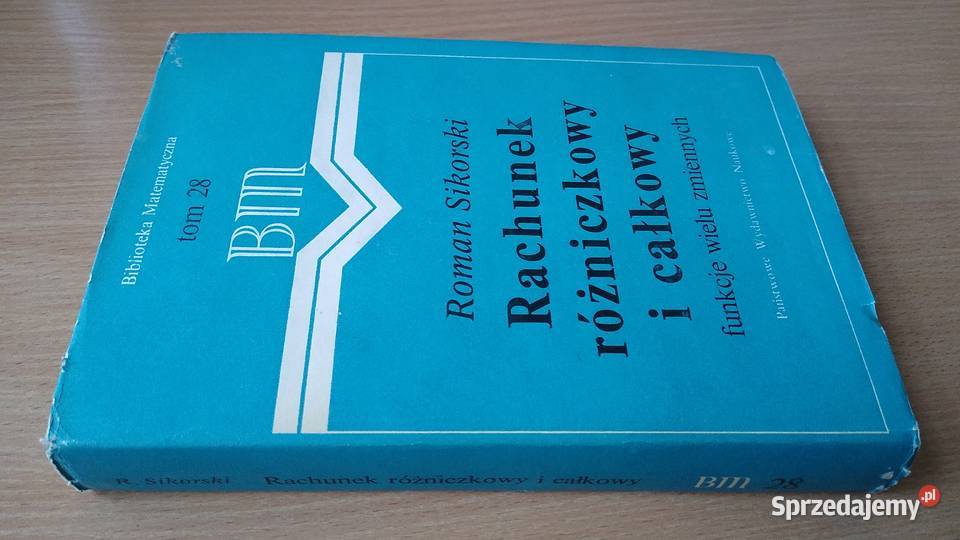 Biblioteka Matematyczna
tom 28
BM
Roman Sikorski
Rachunek
różniczkowy
i całkowy
funkcje wielu zmiennych
Państwowe Wydawnictwo Naukowe
R. Sikorski Rachunek różniczkowy i całkowy BM 28
Sprzedajemy.pl